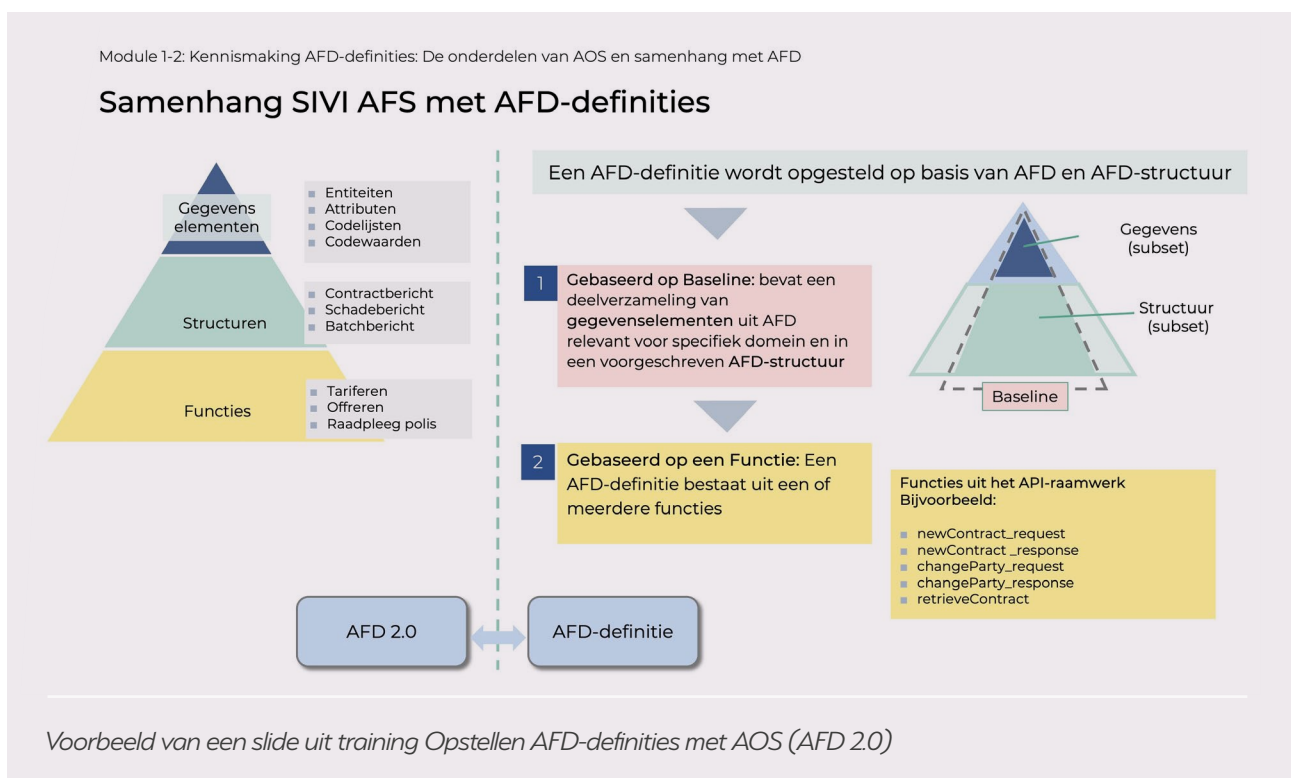 Module 1-2: Kennismaking AFD-definities: De onderdelen van AOS en samenhang met AFD
Samenhang SIVI AFS met AFD-definities
Gegevens
elementen
Entiteiten
Attributen
Codelijsten
Codewaarden
Structuren
Contractbericht
Schadebericht
Batchbericht
Functies
Tariferen
Offreren
Raadpleeg polis
AFD 2.0
Een AFD-definitie wordt opgesteld op basis van AFD en AFD-structuur
1
Gebaseerd op Baseline: bevat een
deelverzameling van
gegevenselementen uit AFD
relevant voor specifiek domein en in
een voorgeschreven AFD-structuur
Gegevens
(subset)
Structuur
(subset)
Baseline
2
Gebaseerd op een Functie: Een
AFD-definitie bestaat uit een of
meerdere functies
Functies uit het API-raamwerk
Bijvoorbeeld:
newContract_request
newContract _response
changeParty_request
changeParty_response
retrieveContract
AFD-definitie
Voorbeeld van een slide uit training Opstellen AFD-definities met AOS (AFD 2.0)